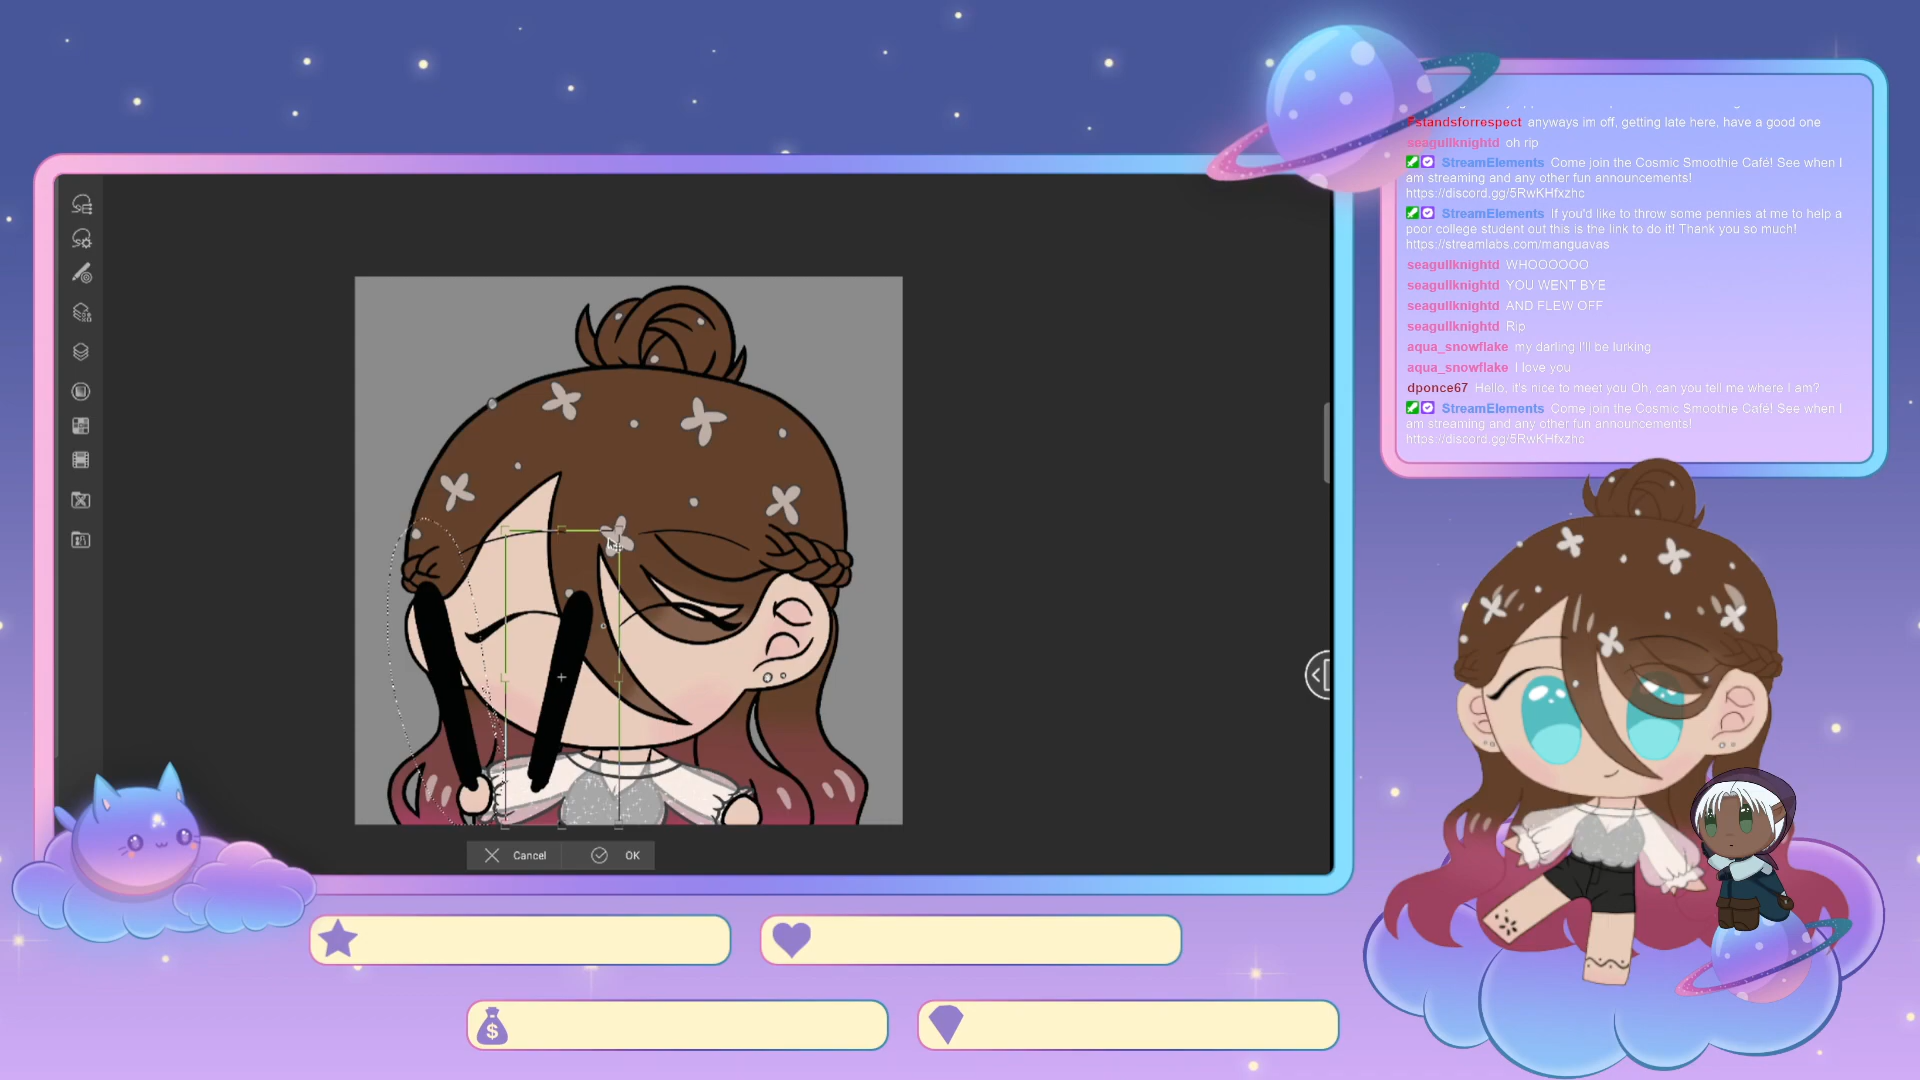 #standsforrespect anyways im off, getting late here, have a good one
seagullknightd oh rip
StreamElements Come join the Cosmic Smoothie Café! See when I
am streaming and any other fun announcements!
https://discord.gg/5RwKHfxzhc
StreamElements If you'd like to throw some pennies at me to help a
poor college student out this is the link to do it! Thank you so much!
https://streamlabs.com/manguavas
seagullknightd WHOOOOOO
seagullknightd YOU WENT BYE
seagullknightd AND FLEW OFF
seagullknightd Rip
aqua_snowflake my darling I'll be lurking
aqua_snowflake I love you
dponce67 Hello, it's nice to meet you Oh, can you tell me where I am?
StreamElements Come join the Cosmic Smoothie Café! See when I
am streaming and any other fun announcements!
https://discord.gg/5RwKHfxzhc
Cancel OK
$